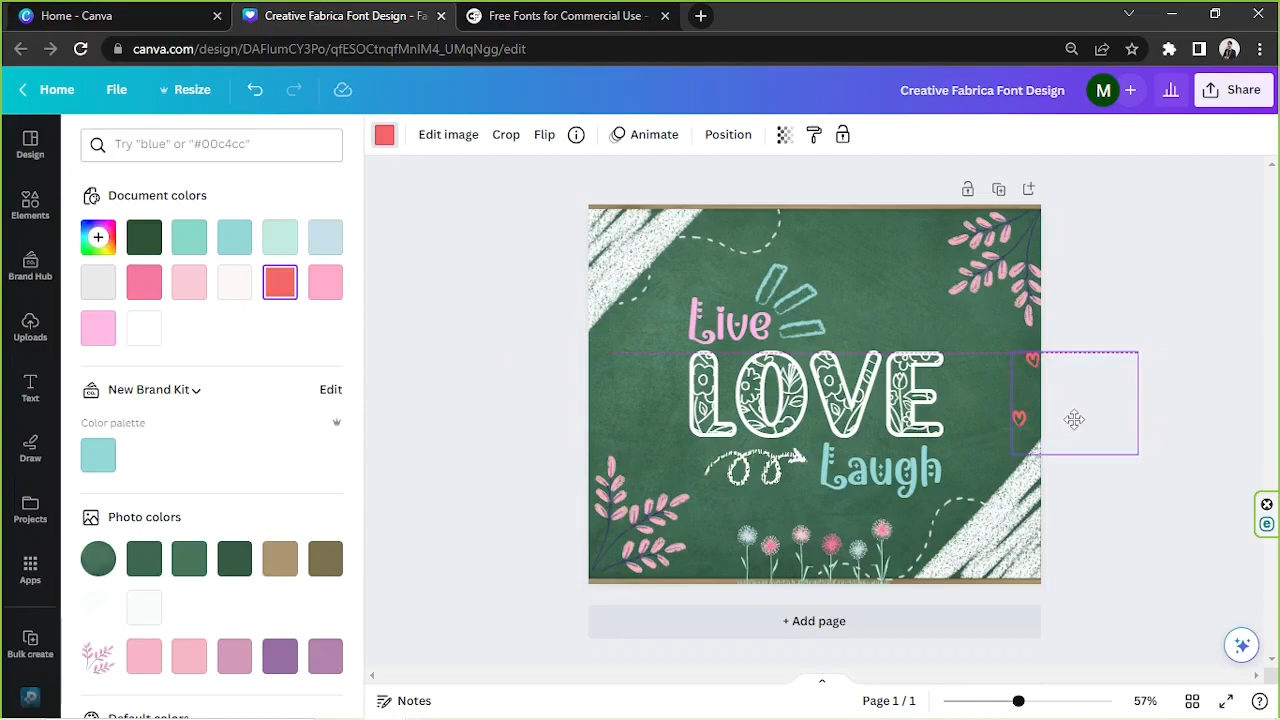 Home - Canva
Creative Fabrica Font Design - Fa
Free Fonts for Commercial Use -
canva.com/design/DAFIumCY3Po/qfESOCtnqfMnIM4_UMqNgg/edit
Home
File
Resize
Creative Fabrica Font Design
M
Share
Design
Elements
Brand Hub
Uploads
Text
Draw
Projects
Apps
Bulk create
Try "blue" or "#00c4cc"
Document colors
New Brand Kit
Edit
Color palette
Photo colors
Default colors
Edit image
Crop
Flip
Animate
Position
Live
LOVE
Laugh
+ Add page
Notes
Page 1 / 1
57%